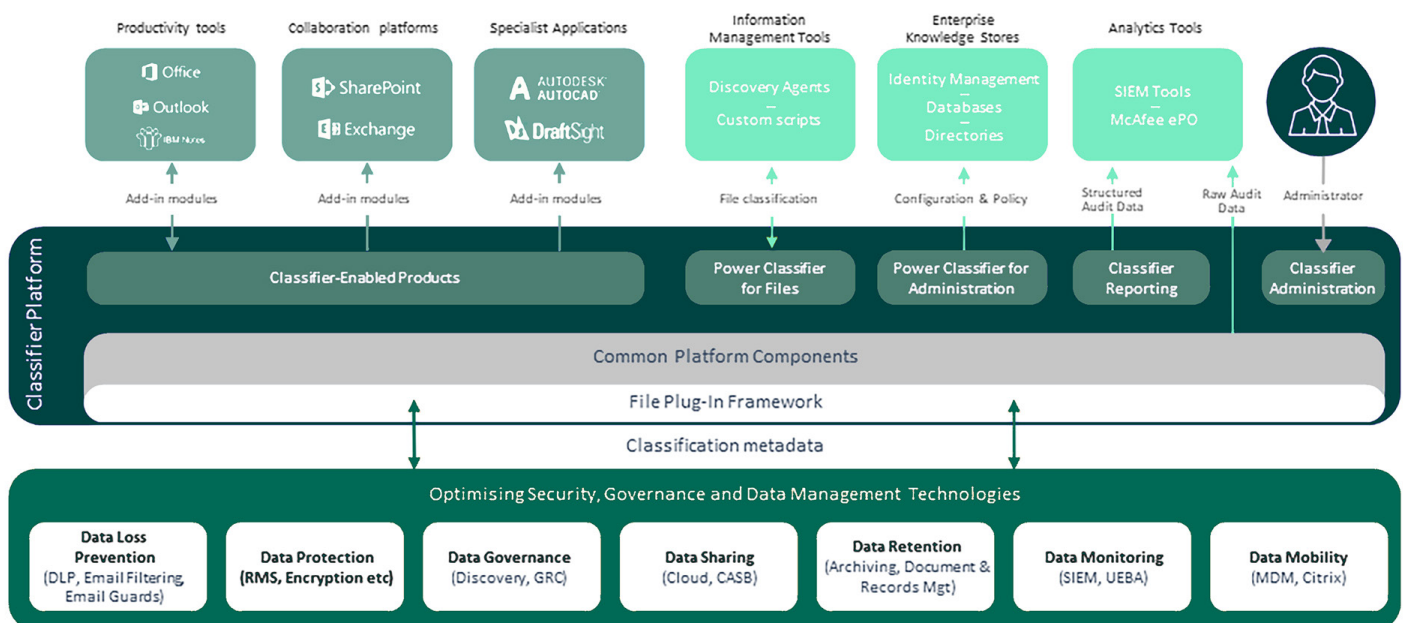 Productivity tools
Collaboration platforms
Specialist Applications
Information
Management Tools
Enterprise
Knowledge Stores
Analytics Tools
Office
Outlook
IBM Notes
SharePoint
Exchange
AUTODESK
AUTOCAD
DraftSight
Discovery Agents
–
Custom scripts
Identity Management
–
Databases
–
Directories
SIEM Tools
–
McAfee ePO
Add-in modules
Add-in modules
Add-in modules
File classification
Configuration & Policy
Structured
Audit Data
Raw Audit
Data
Administrator
Classifier Platform
Classifier-Enabled Products
Power Classifier
for Files
Power Classifier for
Administration
Classifier
Reporting
Classifier
Administration
Common Platform Components
File Plug-In Framework
Classification metadata
Optimising Security, Governance and Data Management Technologies
Data Loss
Prevention
(DLP, Email Filtering,
Email Guards)
Data Protection
(RMS, Encryption etc)
Data Governance
(Discovery, GRC)
Data Sharing
(Cloud, CASB)
Data Retention
(Archiving, Document &
Records Mgt)
Data Monitoring
(SIEM, UEBA)
Data Mobility
(MDM, Citrix)